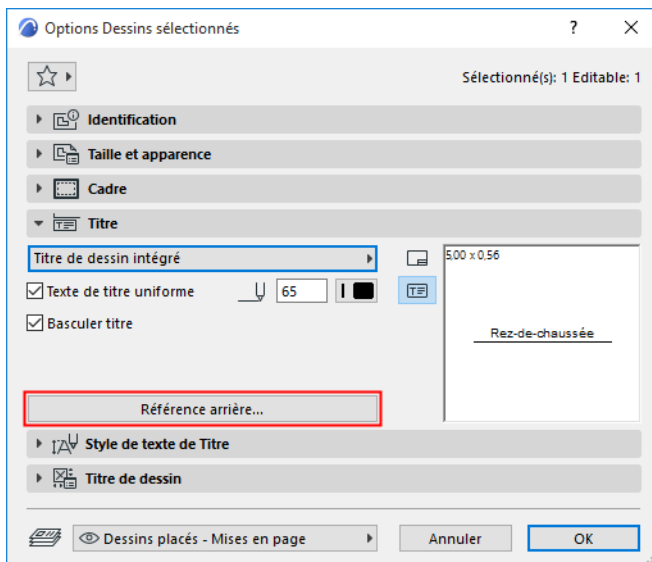 Options Dessins sélectionnés
?
Sélectionné(s): 1 Editable: 1
Identification
Taille et apparence
Cadre
Titre
Titre de dessin intégré
5,00 x 0,56
Texte de titre uniforme 65
Basculer titre
Rez-de-chaussée
Référence arrière...
Style de texte de Titre
Titre de dessin
Dessins placés - Mises en page
Annuler
OK